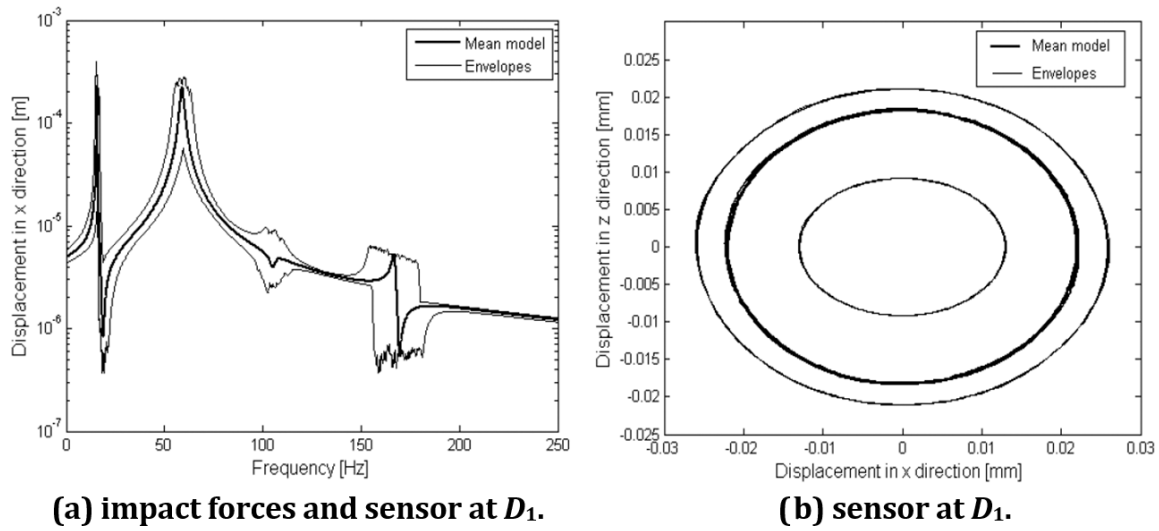 10⁻³
10⁻⁴
10⁻⁵
10⁻⁶
10⁻⁷
Displacement in x direction [m]
Mean model
Envelopes
0 50 100 150 200 250
Frequency [Hz]
(a) impact forces and sensor at D₁.
0.025
0.02
0.015
0.01
0.005
0
-0.005
-0.01
-0.015
-0.02
-0.025
Displacement in z direction [mm]
Mean model
Envelopes
-0.03 -0.02 -0.01 0 0.01 0.02 0.03
Displacement in x direction [mm]
(b) sensor at D₁.